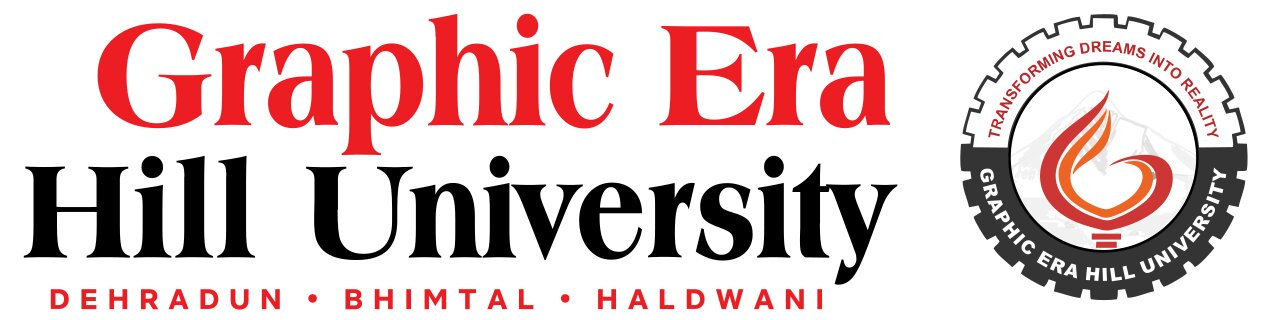 Graphic Era
Hill University
DEHRADUN • BHIMTAL • HALDWANI
TRANSFORMING DREAMS INTO REALITY
GRAPHIC ERA HILL UNIVERSITY